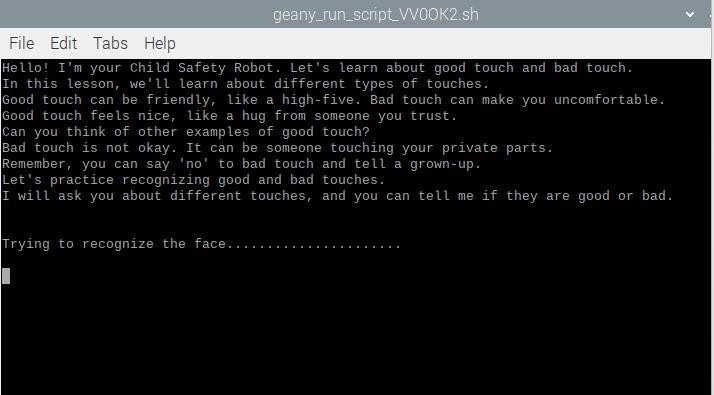 geany_run_script_VV0OK2.sh
File Edit Tabs Help
Hello! I'm your Child Safety Robot. Let's learn about good touch and bad touch.
In this lesson, we'll learn about different types of touches.
Good touch can be friendly, like a high-five. Bad touch can make you uncomfortable.
Good touch feels nice, like a hug from someone you trust.
Can you think of other examples of good touch?
Bad touch is not okay. It can be someone touching your private parts.
Remember, you can say 'no' to bad touch and tell a grown-up.
Let's practice recognizing good and bad touches.
I will ask you about different touches, and you can tell me if they are good or bad.
Trying to recognize the face......................